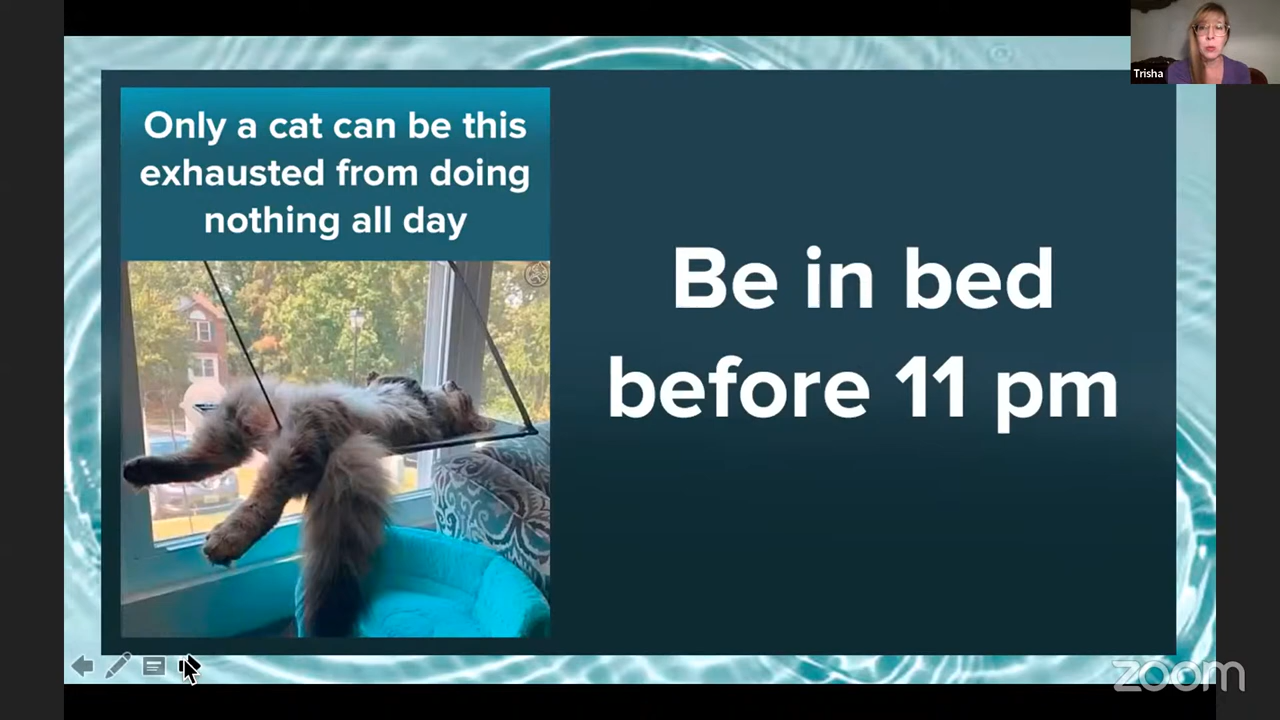 Only a cat can be this
exhausted from doing
nothing all day
Be in bed
before 11 pm
Trisha
zoom